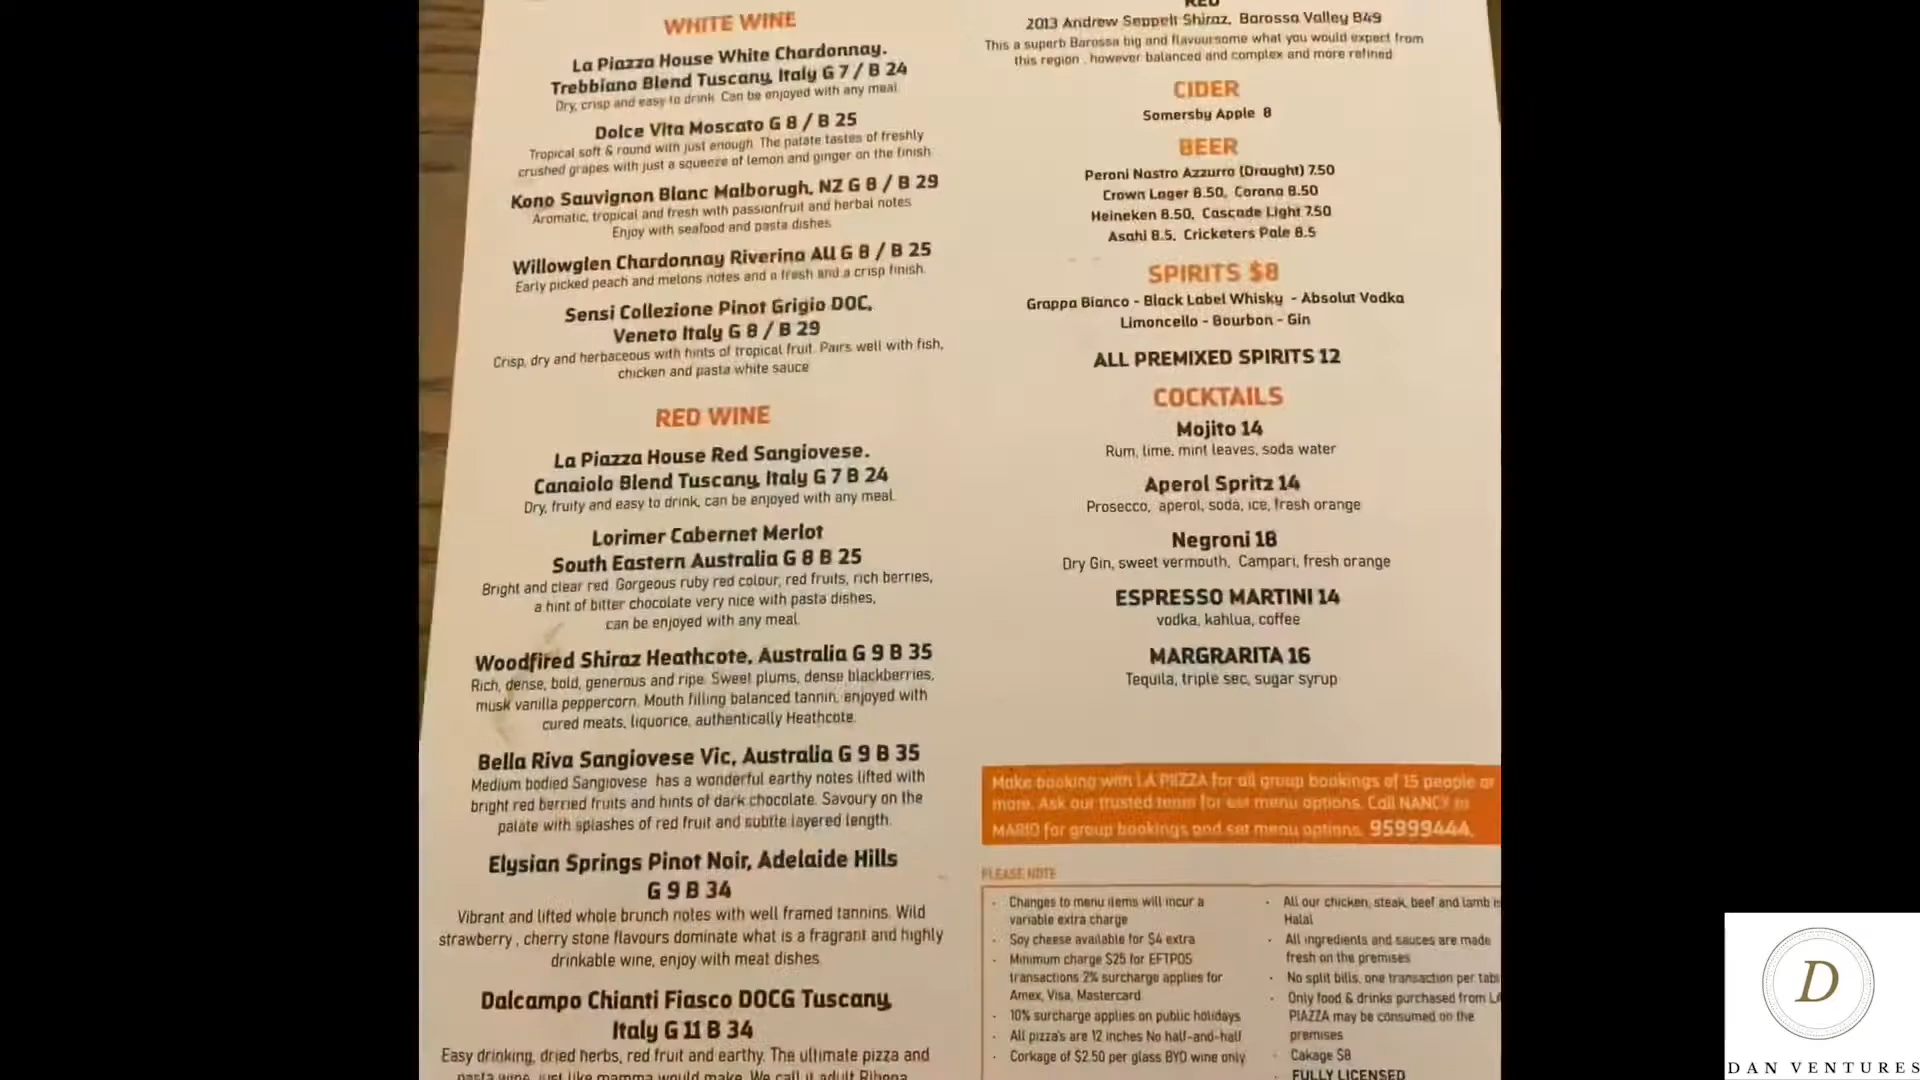 WHITE WINE
La Piazza House White Chardonnay.
Trebbiano Blend Tuscany, Italy G 7 / B 24
Dry, crisp and easy to drink. Can be enjoyed with any meal
Dolce Vita Moscato G 8 / B 25
Tropical soft & round with just enough. The palate tastes of freshly
crushed grapes with just a squeeze of lemon and ginger on the finish
Kono Sauvignon Blanc Malborugh, NZ G 8 / B 29
Aromatic, tropical and fresh with passionfruit and herbal notes
Enjoy with seafood and pasta dishes
Willowglen Chardonnay Riverina AU G 8 / B 25
Early picked peach and melons notes and a fresh and a crisp finish.
Sensi Collezione Pinot Grigio DOC,
Veneto Italy G 8 / B 29
Crisp, dry and herbaceous with hints of tropical fruit. Pairs well with fish,
chicken and pasta white sauce
RED WINE
La Piazza House Red Sangiovese.
Canaiolo Blend Tuscany, Italy G 7 B 24
Dry, fruity and easy to drink, can be enjoyed with any meal.
Lorimer Cabernet Merlot
South Eastern Australia G 8 B 25
Bright and clear red. Gorgeous ruby red colour, red fruits, rich berries,
a hint of bitter chocolate very nice with pasta dishes,
can be enjoyed with any meal.
Woodfired Shiraz Heathcote, Australia G 9 B 35
Rich, dense, bold, generous and ripe. Sweet plums, dense blackberries,
musk vanilla peppercorn. Mouth filling balanced tannin, enjoyed with
cured meats, liquorice, authentically Heathcote.
Bella Riva Sangiovese Vic, Australia G 9 B 35
Medium bodied Sangiovese has a wonderful earthy notes lifted with
bright red berried fruits and hints of dark chocolate. Savoury on the
palate with splashes of red fruit and subtle layered length.
Elysian Springs Pinot Noir, Adelaide Hills
G 9 B 34
Vibrant and lifted whole brunch notes with well framed tannins. Wild
strawberry, cherry stone flavours dominate what is a fragrant and highly
drinkable wine, enjoy with meat dishes.
Dalcampo Chianti Fiasco DOCG Tuscany,
Italy G 11 B 34
Easy drinking, dried herbs, red fruit and earthy. The ultimate pizza and
pasta wine, just like mamma would make. We call it adult Ribena
RED
2013 Andrew Seppelt Shiraz, Barossa Valley B49
This a superb Barossa big and flavoursome what you would expect from
this region, however balanced and complex and more refined
CIDER
Somersby Apple 8
BEER
Peroni Nastro Azzurro (Draught) 7.50
Crown Lager 8.50, Corona 8.50
Heineken 8.50, Cascade Light 7.50
Asahi 8.5, Cricketers Pale 8.5
SPIRITS $8
Grappa Bianco - Black Label Whisky - Absolut Vodka
Limoncello - Bourbon - Gin
ALL PREMIXED SPIRITS 12
COCKTAILS
Mojito 14
Rum, lime, mint leaves, soda water
Aperol Spritz 14
Prosecco, aperol, soda, ice, frash orange
Negroni 18
Dry Gin, sweet vermouth, Campari, fresh orange
ESPRESSO MARTINI 14
vodka, kahlua, coffee
MARGRARITA 16
Tequila, triple sec, sugar syrup
Make booking with LA PIZZA for all group bookings of 15 people or
more. Ask our trusted team for set menu options. Call NANCY or
MARIO for group bookings and set menu options. 95999444.
PLEASE NOTE
· Changes to menu items will incur a
variable extra charge
· Soy cheese available for $4 extra
· Minimum charge $25 for EFTPOS
transactions 2% surcharge applies for
Amex, Visa, Mastercard
· 10% surcharge applies on public holidays
· All pizza's are 12 inches No half-and-half
· Corkage of $2.50 per glass BYO wine only
· All our chicken, steak, beef and lamb is
Halal
· All ingredients and sauces are made
fresh on the premises
· No split bills, one transaction per tabs
· Only food & drinks purchased from LA
PIAZZA may be consumed on the
premises
· Cakage $8
· FULLY LICENSED
D
DAN VENTURES